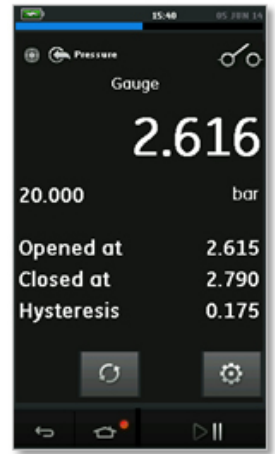 15:40 05 JUN 14
Pressure
Gauge
2.616
20.000 bar
Opened at 2.615
Closed at 2.790
Hysteresis 0.175